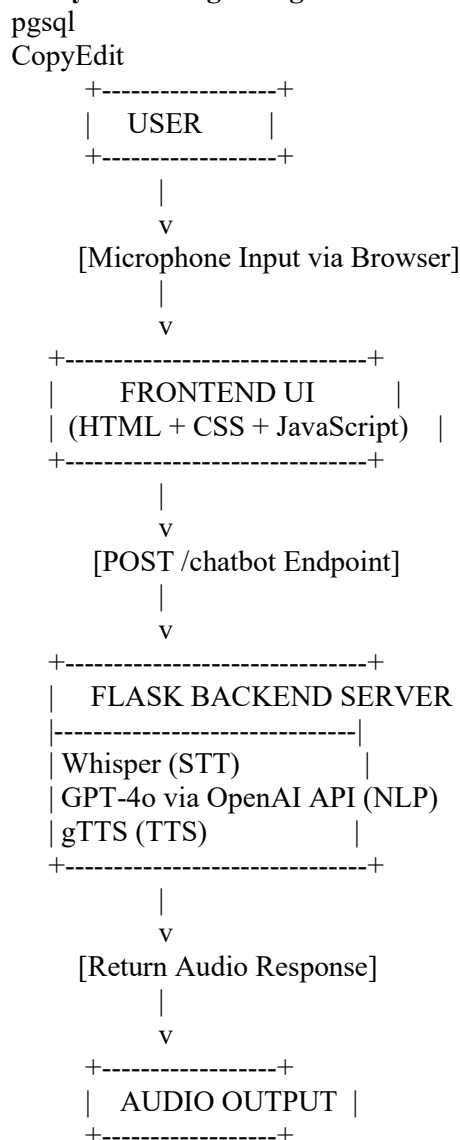 pgsql
CopyEdit
+------------------+
| USER |
+------------------+
|
v
[Microphone Input via Browser]
|
v
+-------------------------------+
| FRONTEND UI |
| (HTML + CSS + JavaScript) |
+-------------------------------+
|
v
[POST /chatbot Endpoint]
|
v
+-------------------------------+
| FLASK BACKEND SERVER
|-------------------------------|
| Whisper (STT) |
| GPT-4o via OpenAI API (NLP)
| gTTS (TTS) |
+-------------------------------+
|
v
[Return Audio Response]
|
v
+------------------+
| AUDIO OUTPUT |
+------------------+